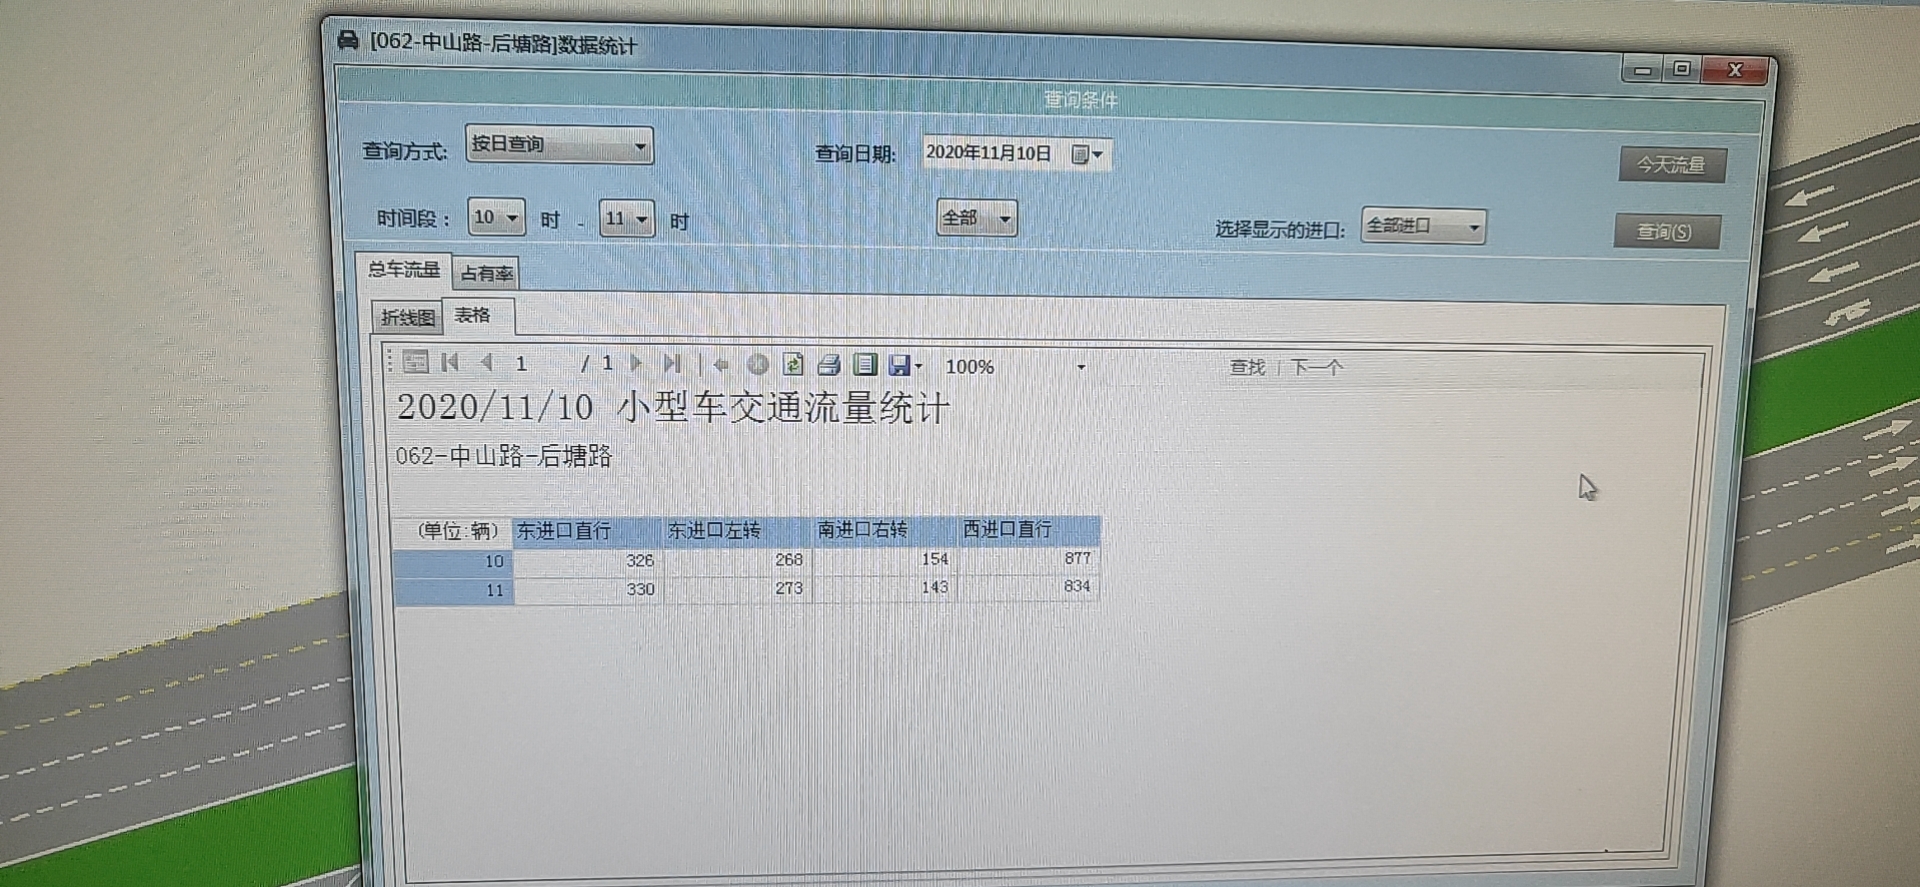 [062-中山路-后塘路]数据统计
查询条件
查询方式: 按日查询 查询日期: 2020年11月10日 今天流量
时间段: 10 时 - 11 时 全部 选择显示的进口: 全部进口 查询(S)
总车流量 占有率
折线图 表格
1 / 1 100% 查找 | 下一个
2020/11/10 小型车交通流量统计
062-中山路-后塘路
(单位:辆) 东进口直行 东进口左转 南进口右转 西进口直行
10 326 268 154 877
11 330 273 143 834